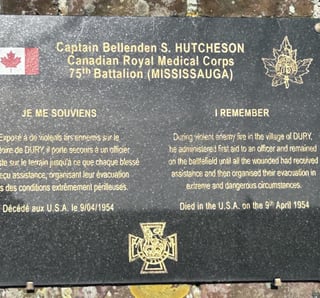 Captain Bellenden S. HUTCHESON
Canadian Royal Medical Corps
75th Battalion (MISSISSAUGA)
JE ME SOUVIENS
Exposé à de violents tirs ennemis sur le
de DURY, il porte secours à un officier
sur le terrain jusqu'à ce que chaque blessé
assistance, organisant leur évacuation
des conditions extrêmement périlleuses.
Décédé aux U.S.A. le 9/04/1954
I REMEMBER
During violent enemy fire in the village of DURY,
he administered first aid to an officer and remained
on the battlefield until all the wounded had received
assistance and then organised their evacuation in
extreme and dangerous circumstances.
Died in the U.S.A. on the 9th April 1954